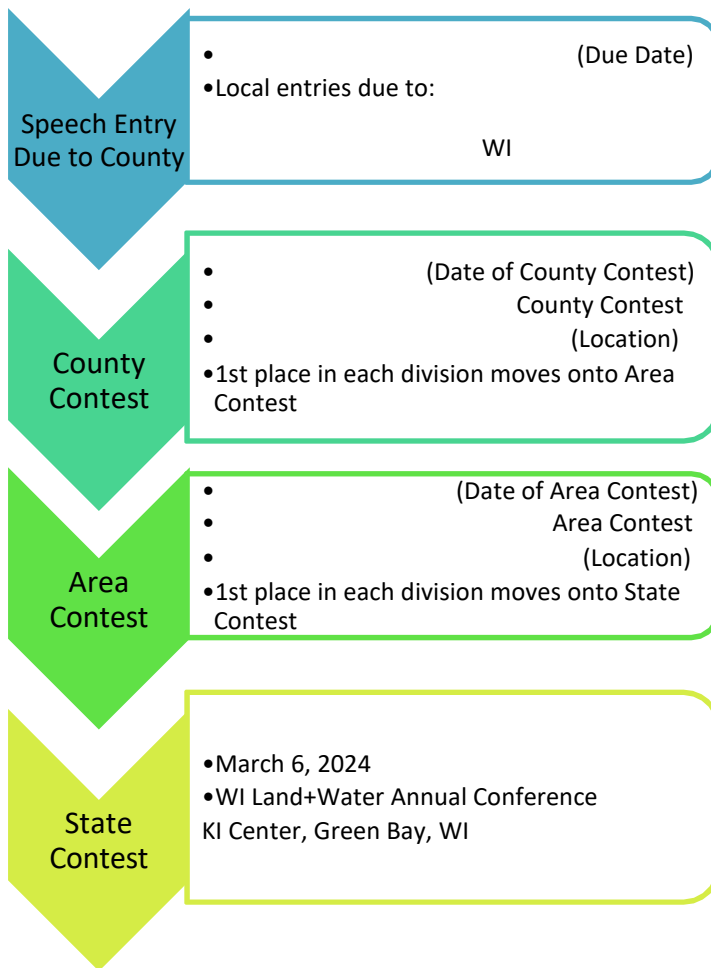 Speech Entry
Due to County
• (Due Date)
•Local entries due to:
WI
County
Contest
• (Date of County Contest)
• County Contest
• (Location)
•1st place in each division moves onto Area
Contest
Area
Contest
• (Date of Area Contest)
• Area Contest
• (Location)
•1st place in each division moves onto State
Contest
State
Contest
•March 6, 2024
•WI Land+Water Annual Conference
KI Center, Green Bay, WI